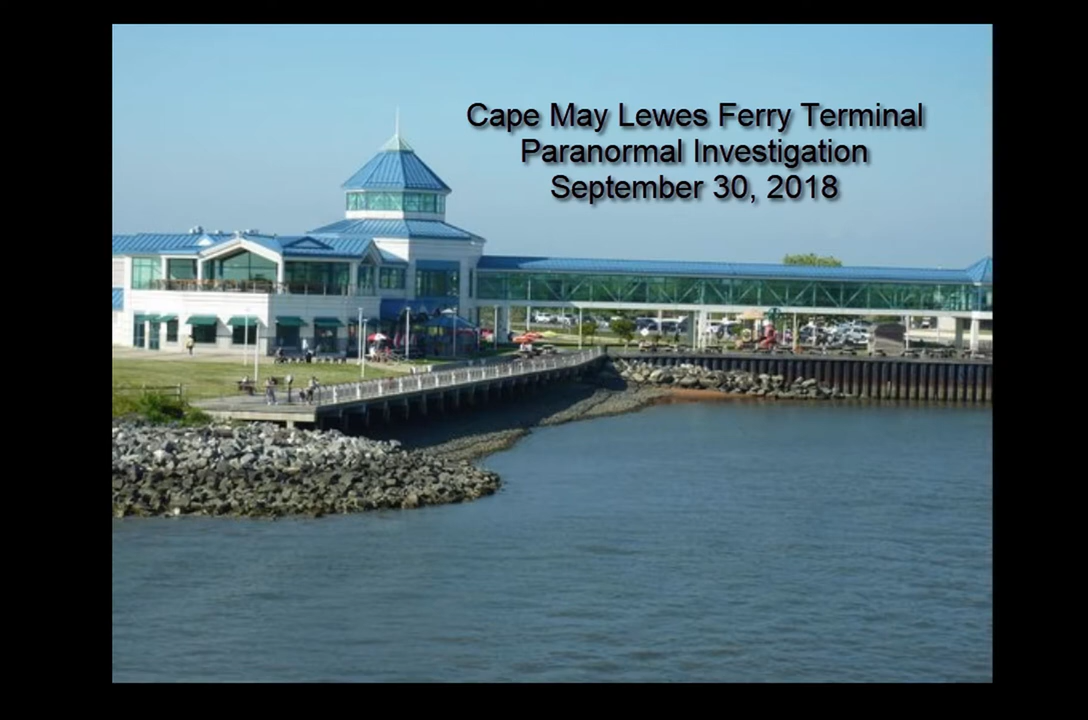 Cape May Lewes Ferry Terminal
Paranormal Investigation
September 30, 2018